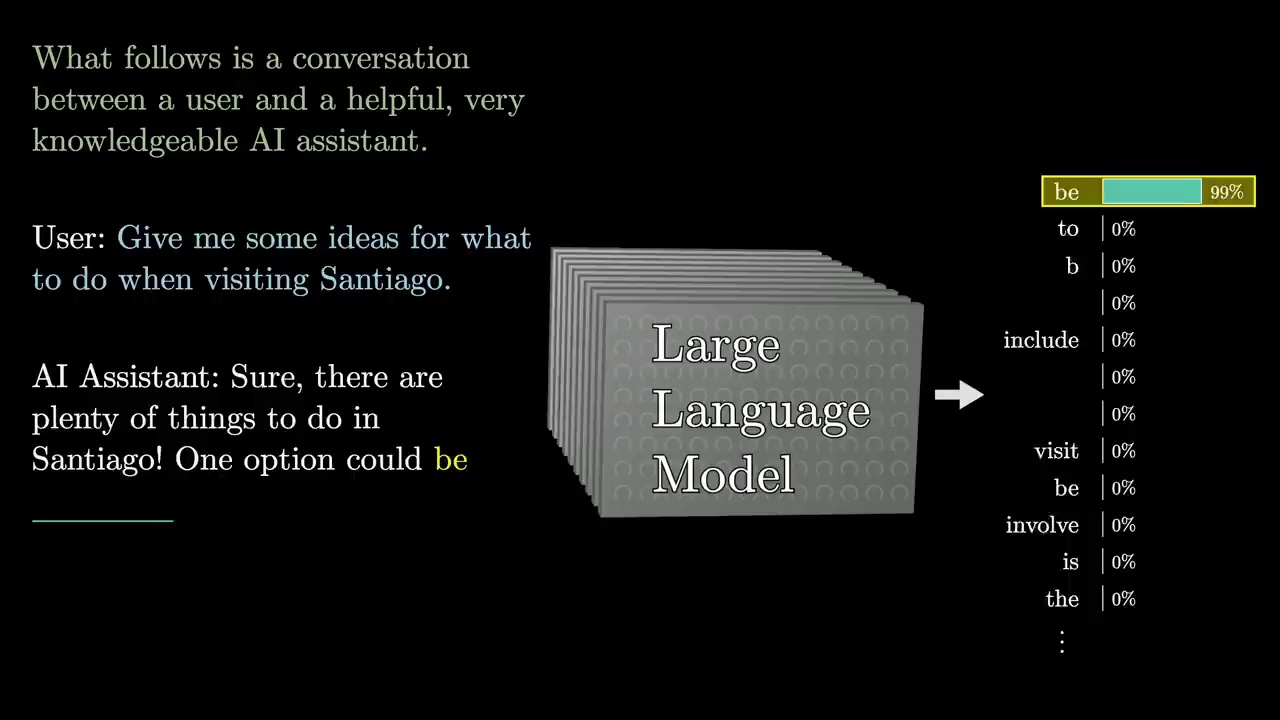 What follows is a conversation
between a user and a helpful, very
knowledgeable AI assistant.
User: Give me some ideas for what
to do when visiting Santiago.
AI Assistant: Sure, there are
plenty of things to do in
Santiago! One option could be
Large
Language
Model
be 99%
to 0%
b 0%
0%
include 0%
0%
0%
visit 0%
be 0%
involve 0%
is 0%
the 0%
⋮